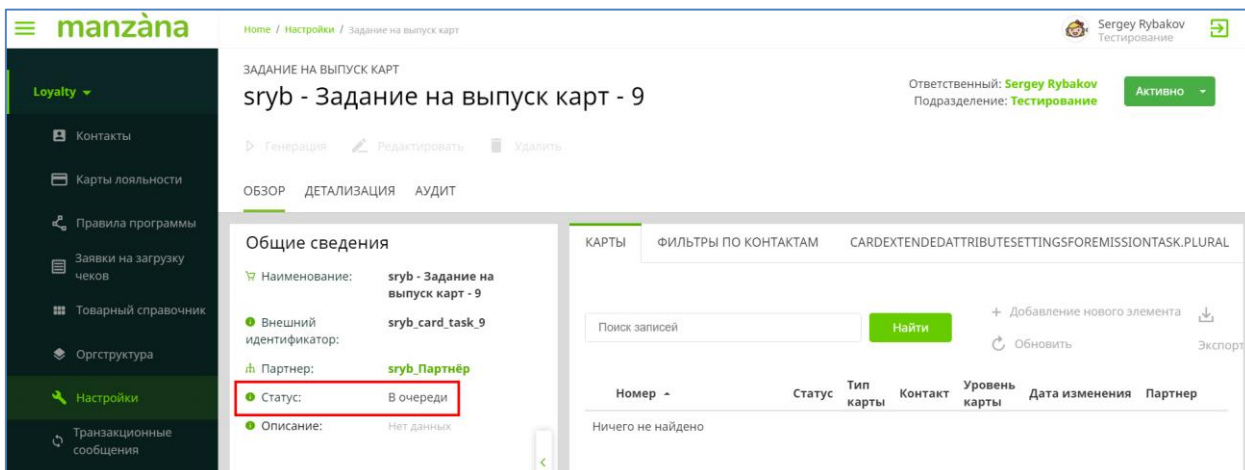 manzàna
Home / Настройки / Задание на выпуск карт
Sergey Rybakov
Тестирование
Loyalty
Контакты
Карты лояльности
Правила программы
Заявки на загрузку
чеков
Товарный справочник
Оргструктура
Настройки
Транзакционные
сообщения
ЗАДАНИЕ НА ВЫПУСК КАРТ
sryb - Задание на выпуск карт - 9
Ответственный: Sergey Rybakov
Подразделение: Тестирование
Активно
Генерация Редактировать Удалить
ОБЗОР ДЕТАЛИЗАЦИЯ АУДИТ
Общие сведения
Наименование: sryb - Задание на
выпуск карт - 9
Внешний sryb_card_task_9
идентификатор:
Партнер: sryb_Партнёр
Статус: В очереди
Описание: Нет данных
КАРТЫ ФИЛЬТРЫ ПО КОНТАКТАМ CARDEXTENDEDATTRIBUTESETTINGSFOREMISSIONTASK.PLURAL
Поиск записей Найти
+ Добавление нового элемента
Обновить Экспорт
Номер Статус Тип карты Контакт Уровень карты Дата изменения Партнер
Ничего не найдено